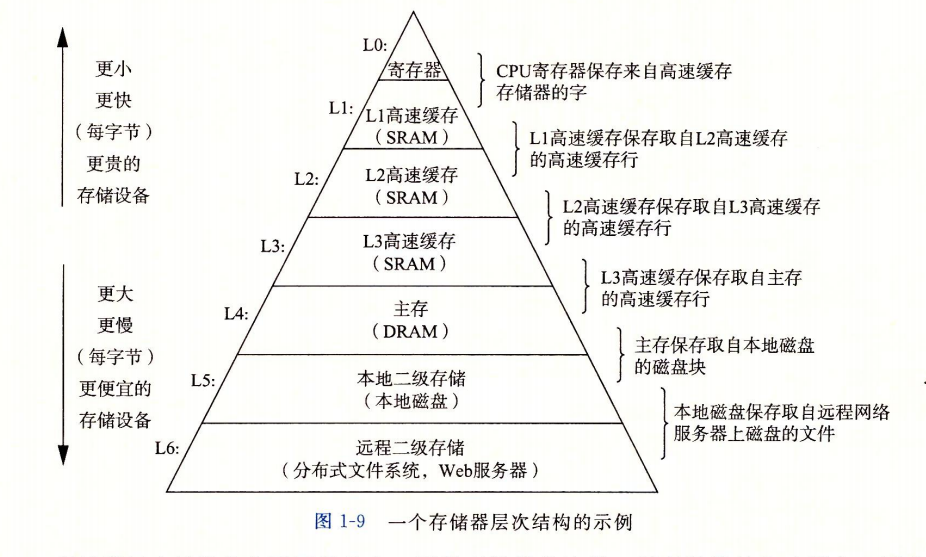 更小
更快
（每字节）
更贵的
存储设备
更大
更慢
（每字节）
更便宜的
存储设备
L0:
寄存器
CPU寄存器保存来自高速缓存
存储器的字
L1:
L1高速缓存
（SRAM）
L1高速缓存保存取自L2高速缓存
的高速缓存行
L2:
L2高速缓存
（SRAM）
L2高速缓存保存取自L3高速缓存
的高速缓存行
L3:
L3高速缓存
（SRAM）
L3高速缓存保存取自主存
的高速缓存行
L4:
主存
（DRAM）
主存保存取自本地磁盘
的磁盘块
L5:
本地二级存储
（本地磁盘）
本地磁盘保存取自远程网络
服务器上磁盘的文件
L6:
远程二级存储
（分布式文件系统，Web服务器）
图 1-9 一个存储器层次结构的示例